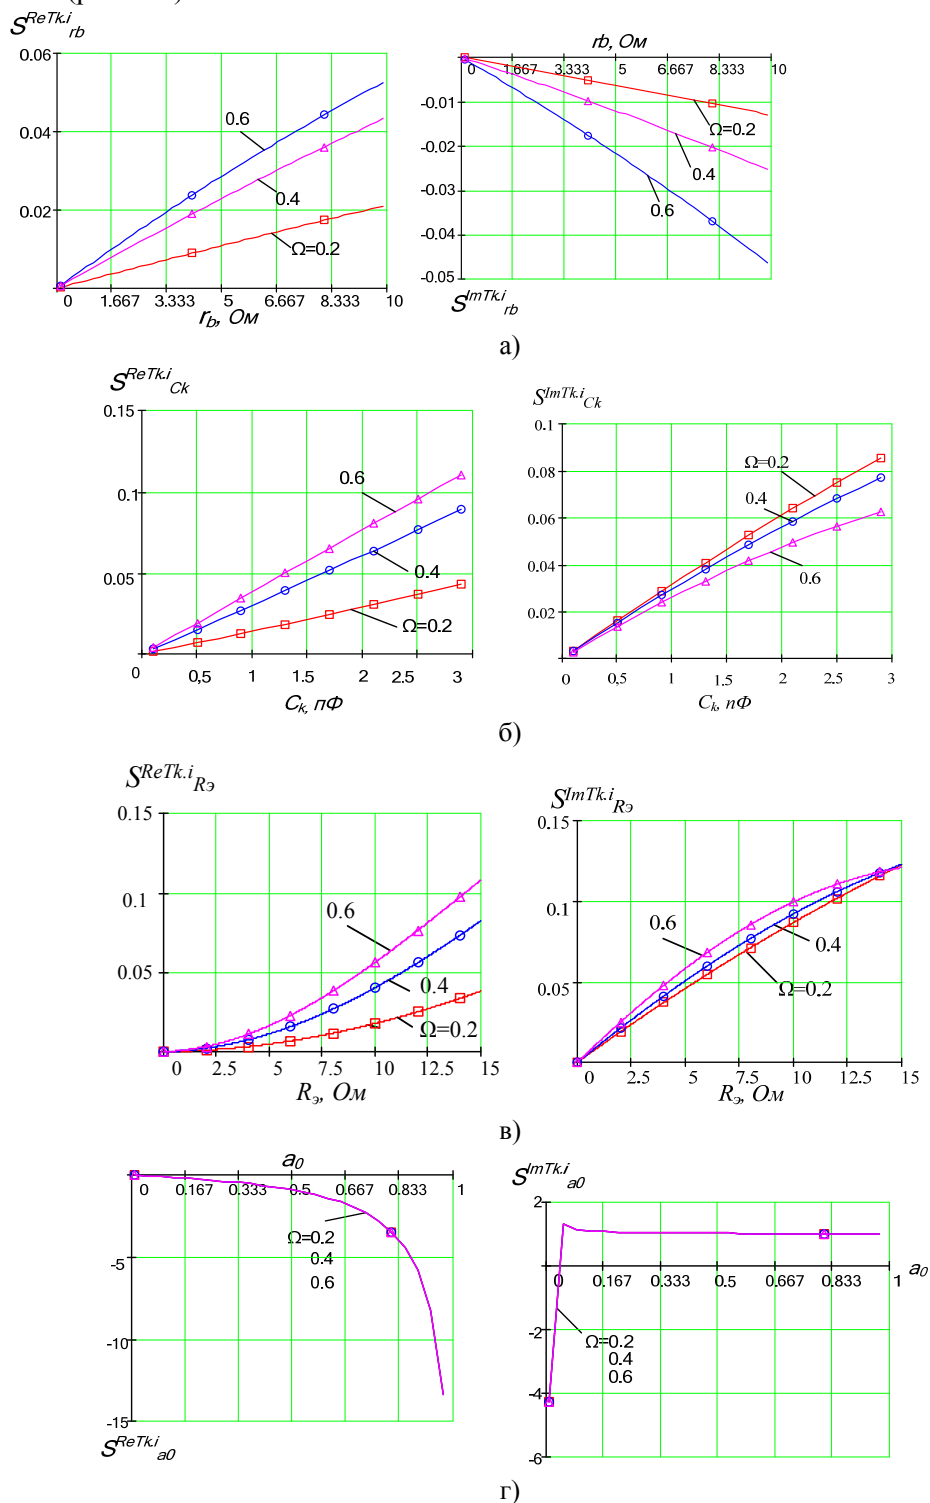 S^ReTk.i_rb
0.06
0.04
0.02
0.6
0.4
Ω=0.2
0 1.667 3.333 5 6.667 8.333 10
r_b, Ом
rb, Ом
0 1.667 3.333 5 6.667 8.333 10
-0.01
-0.02
-0.03
-0.04
-0.05
Ω=0.2
0.4
0.6
S^ImTk.i_rb
а)
S^ReTk.i_Ck
0.15
0.1
0.05
0
0.6
0.4
Ω=0.2
0 0,5 1 1.5 2 2.5 3
C_k, пФ
S^ImTk.i_Ck
0.1
0.08
0.06
0.04
0.02
Ω=0.2
0.4
0.6
0 0,5 1 1.5 2 2.5 3
C_k, пФ
б)
S^ReTk.i_Rэ
0.15
0.1
0.05
0
0.6
0.4
Ω=0.2
0 2.5 5 7.5 10 12.5 15
R_э, Ом
S^ImTk.i_Rэ
0.15
0.1
0.05
0
0.6
0.4
Ω=0.2
0 2.5 5 7.5 10 12.5 15
R_э, Ом
в)
a_0
0 0.167 0.333 0.5 0.667 0.833 1
Ω=0.2
0.4
0.6
-5
-10
-15
S^ReTk.i_a0
S^ImTk.i_a0
2
0 0.167 0.333 0.5 0.667 0.833 1
a_0
-2
-4
-6
Ω=0.2
0.4
0.6
г)